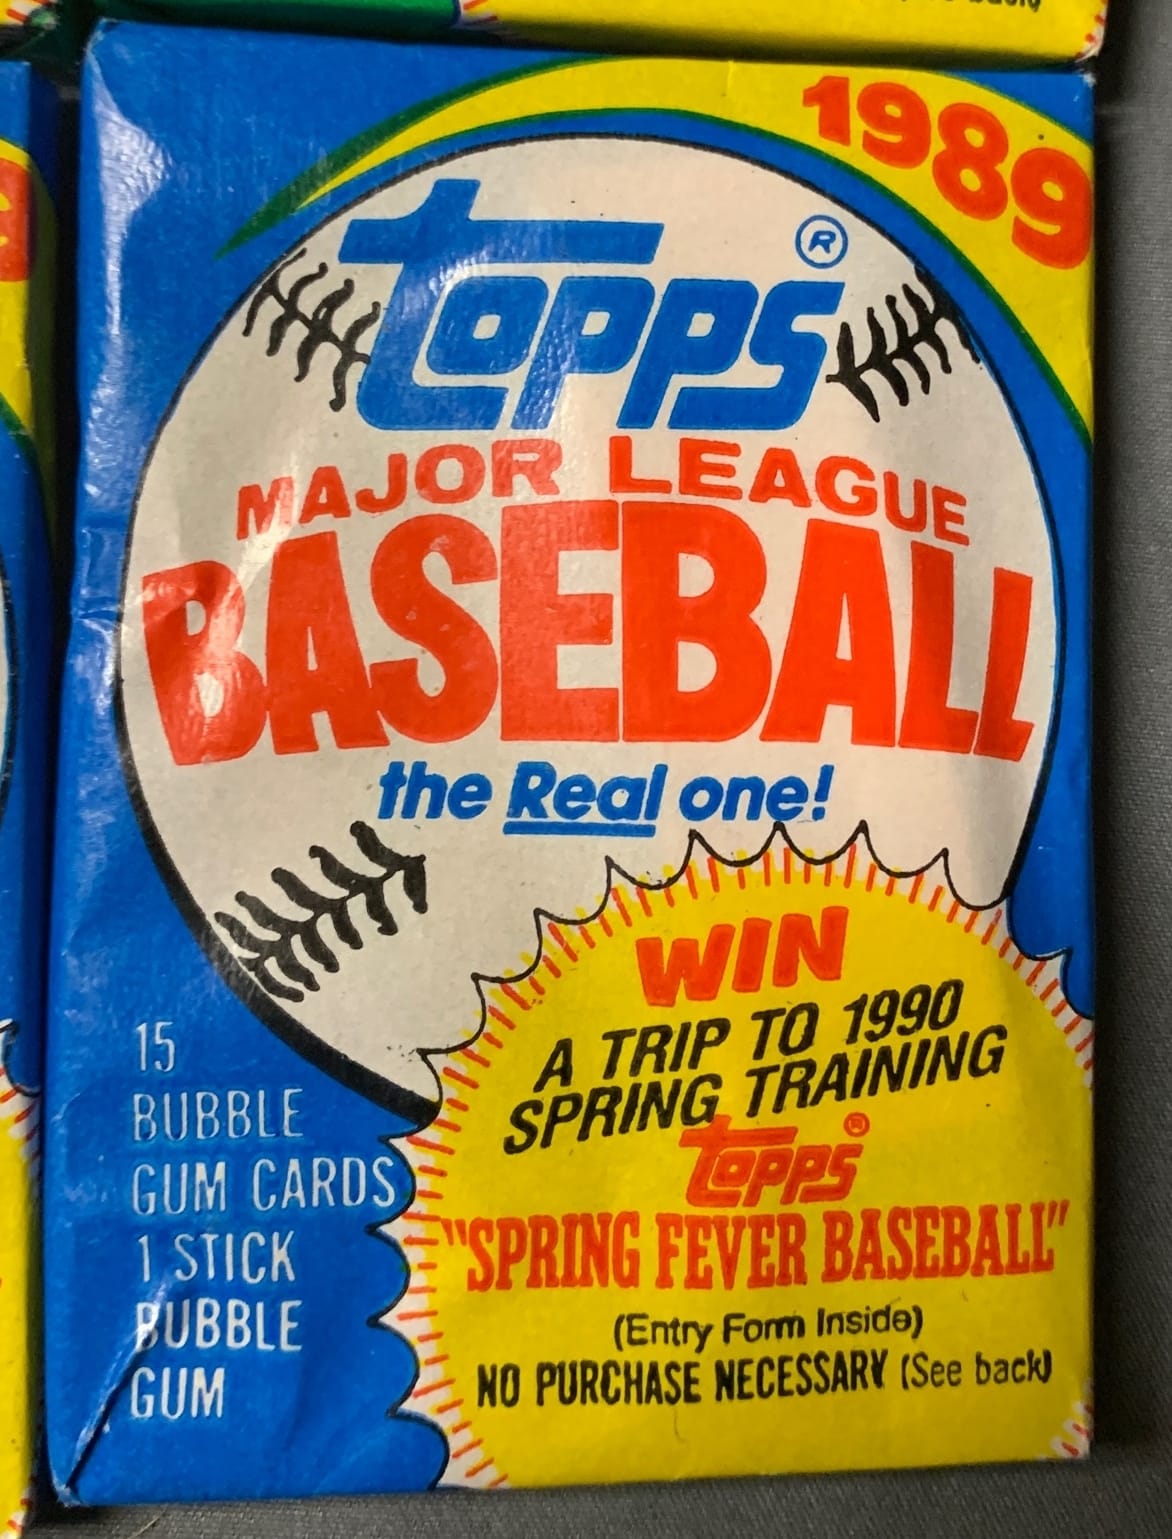 1989
topps®
MAJOR LEAGUE
BASEBALL
the Real one!
WIN
A TRIP TO 1990
SPRING TRAINING
topps®
"SPRING FEVER BASEBALL"
(Entry Form Inside)
NO PURCHASE NECESSARY (See back)
15
BUBBLE
GUM CARDS
1 STICK
BUBBLE
GUM